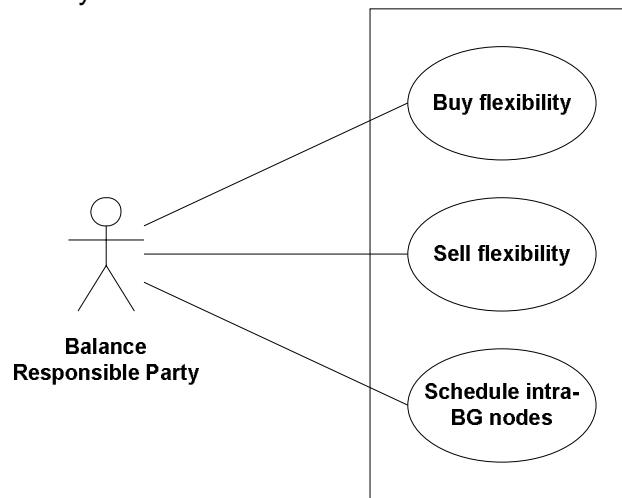 Buy flexibility
Sell flexibility
Balance
Responsible Party
Schedule intra-
BG nodes